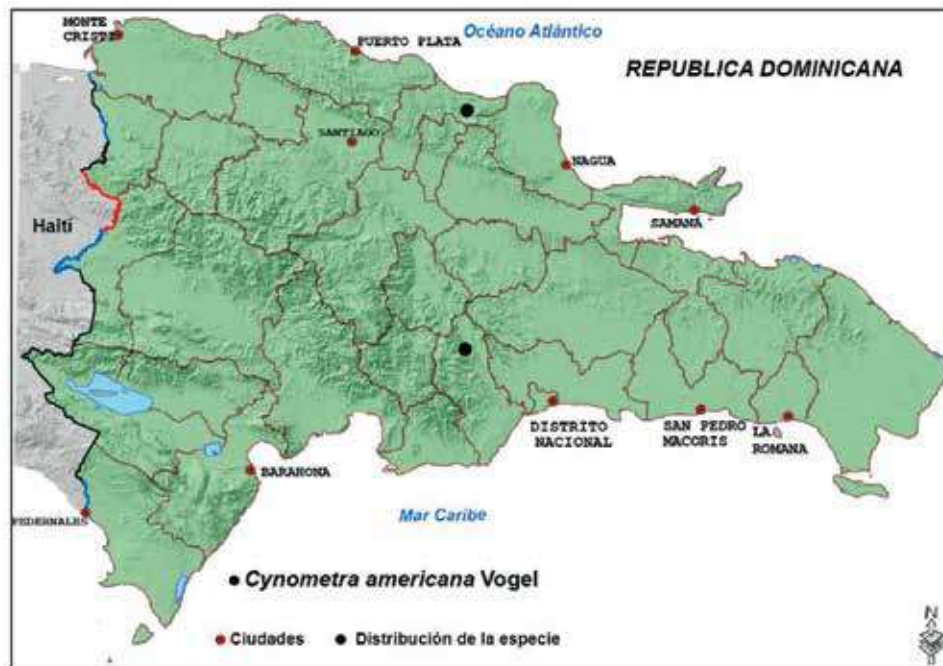 MONTE
CRISTI
PUERTO PLATA
Océano Atlántico
REPUBLICA DOMINICANA
SANTIAGO
NAGUA
SAMANÁ
Haití
DISTRITO
NACIONAL
SAN PEDRO
MACORIS
LA
ROMANA
BARAHONA
PEDERNALES
Mar Caribe
Cynometra americana Vogel
Ciudades
Distribución de la especie
N